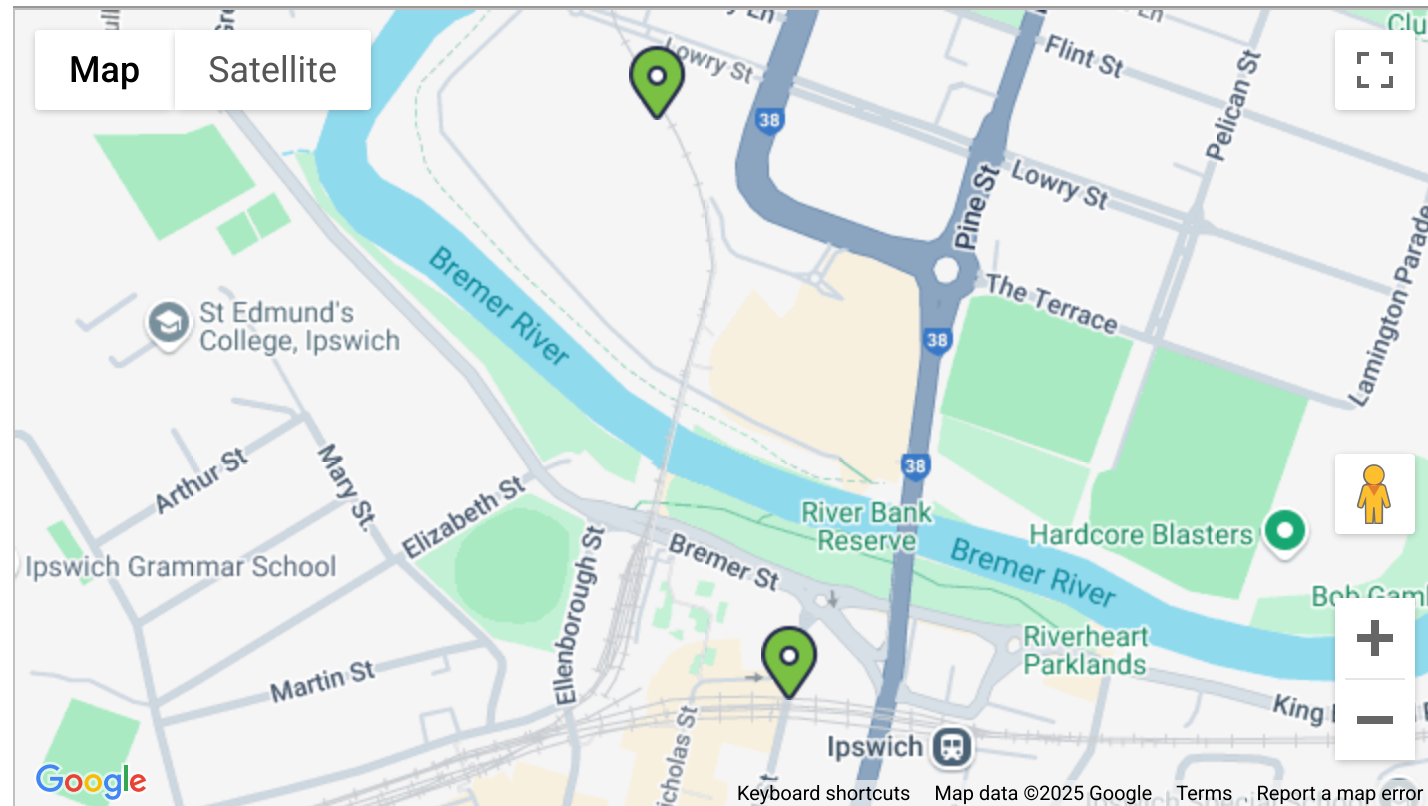 Map
Satellite
Lowry St
Flint St
Pelican St
38
Lowry St
Pine St
Bremer River
The Terrace
Lamington Parade
St Edmund's
College, Ipswich
38
Arthur St
Mary St.
Elizabeth St
38
River Bank
Reserve
Hardcore Blasters
Ipswich Grammar School
Ellenborough St
Bremer St
Bremer River
Riverheart
Parklands
Martin St
King
Ipswich
Google
Keyboard shortcuts
Map data ©2025 Google
Terms
Report a map error